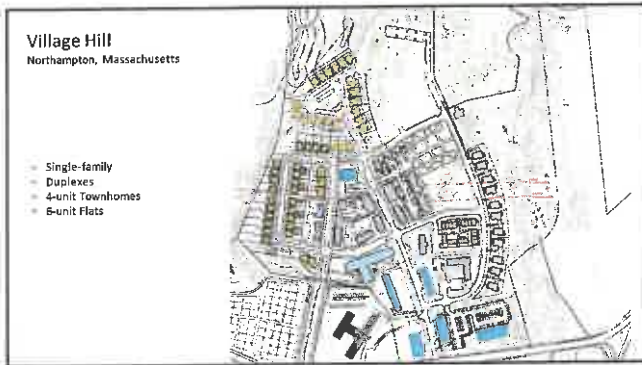 Village Hill
Northampton, Massachusetts
Single-family
Duplexes
4-unit Townhomes
6-unit Flats